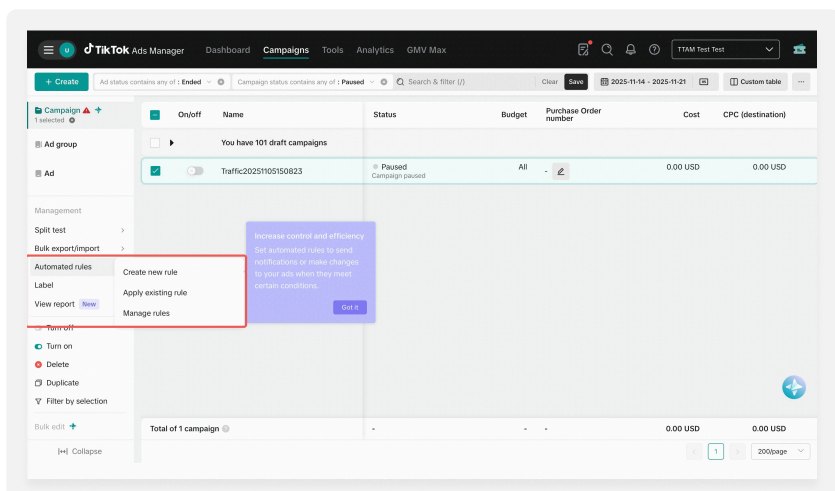 U TikTok Ads Manager Dashboard Campaigns Tools Analytics GMV Max TTAM Test Test
+ Create Ad status contains any of : Ended Campaign status contains any of : Paused Search & filter (/) Clear Save 2025-11-14 - 2025-11-21 Custom table ...
Campaign
1 selected
Ad group
Ad
Management
Split test
Bulk export/import
Automated rules
Label
View report New
Turn off
Turn on
Delete
Duplicate
Filter by selection
Bulk edit
Collapse
Create new rule
Apply existing rule
Manage rules
On/off Name Status Budget Purchase Order number Cost CPC (destination)
You have 101 draft campaigns
Traffic20251105150823 Paused All - 0.00 USD 0.00 USD
Campaign paused
Increase control and efficiency
Set automated rules to send
notifications or make changes
to your ads when they meet
certain conditions.
Got it
Total of 1 campaign - - - 0.00 USD 0.00 USD
1 200/page